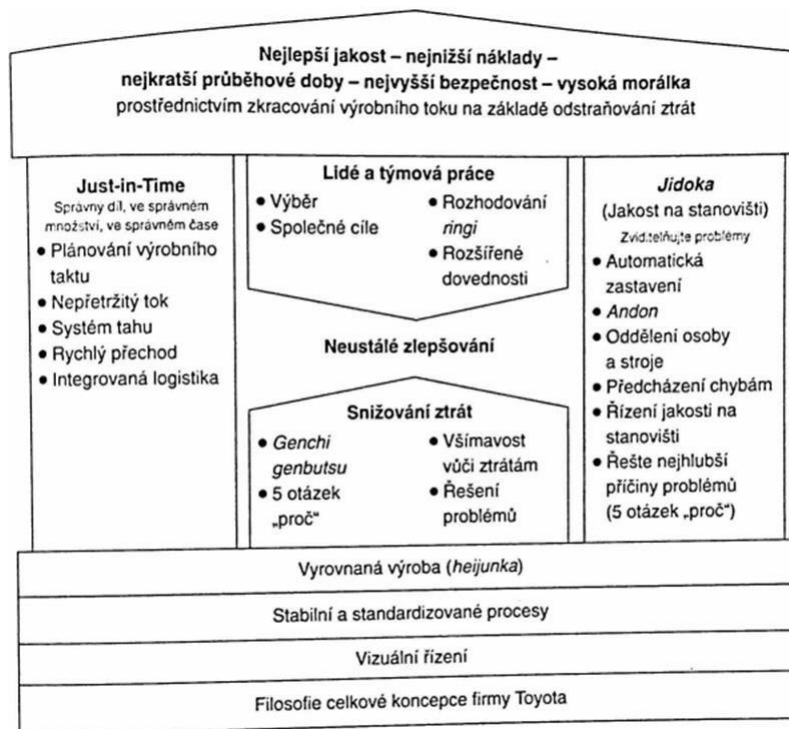 Nejlepší jakost – nejnižší náklady –
nejkratší průběhové doby – nejvyšší bezpečnost – vysoká morálka
prostřednictvím zkracování výrobního toku na základě odstraňování ztrát
Just-in-Time
Správny díl, ve správném
množství, ve správném čase
• Plánování výrobního
taktu
• Nepřetržitý tok
• Systém tahu
• Rychlý přechod
• Integrovaná logistika
Lidé a týmová práce
• Výběr
• Společné cíle
• Rozhodování
ringi
• Rozšířené
dovednosti
Neustálé zlepšování
Snižování ztrát
• Genchi
genbutsu
• 5 otázek
„proč“
• Všímavost
vůči ztrátám
• Řešení
problémů
Jidoka
(Jakost na stanovišti)
Zviditelňujte problémy
• Automatická
zastavení
• Andon
• Oddělení osoby
a stroje
• Předcházení chybám
• Řízení jakosti na
stanovišti
• Řešte nejhlubší
příčiny problémů
(5 otázek „proč“)
Vyrovnaná výroba (heijunka)
Stabilní a standardizované procesy
Vizuální řízení
Filosofie celkové koncepce firmy Toyota